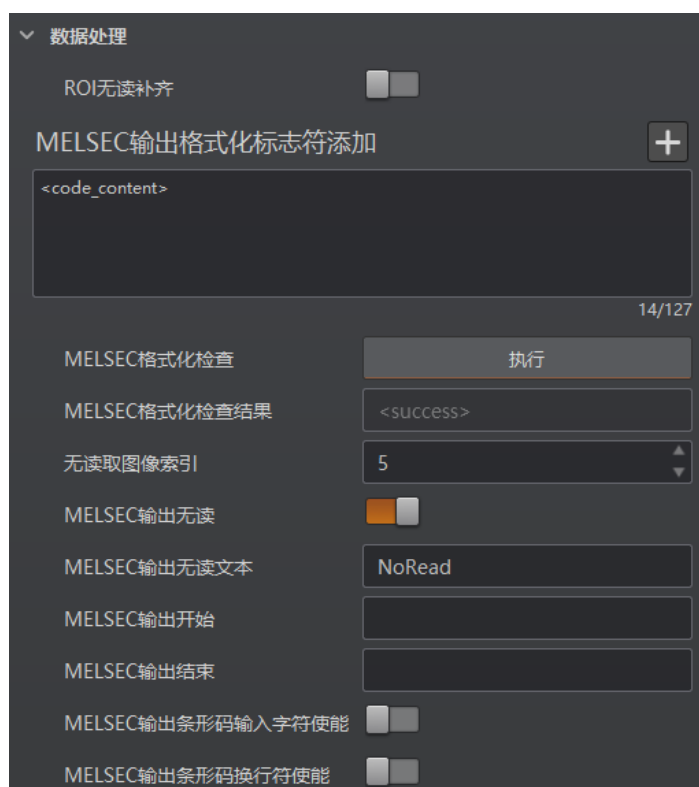 数据处理
ROI无读补齐
MELSEC输出格式化标志符添加
<code_content>
14/127
MELSEC格式化检查 执行
MELSEC格式化检查结果 <success>
无读取图像索引 5
MELSEC输出无读
MELSEC输出无读文本 NoRead
MELSEC输出开始
MELSEC输出结束
MELSEC输出条形码输入字符使能
MELSEC输出条形码换行符使能